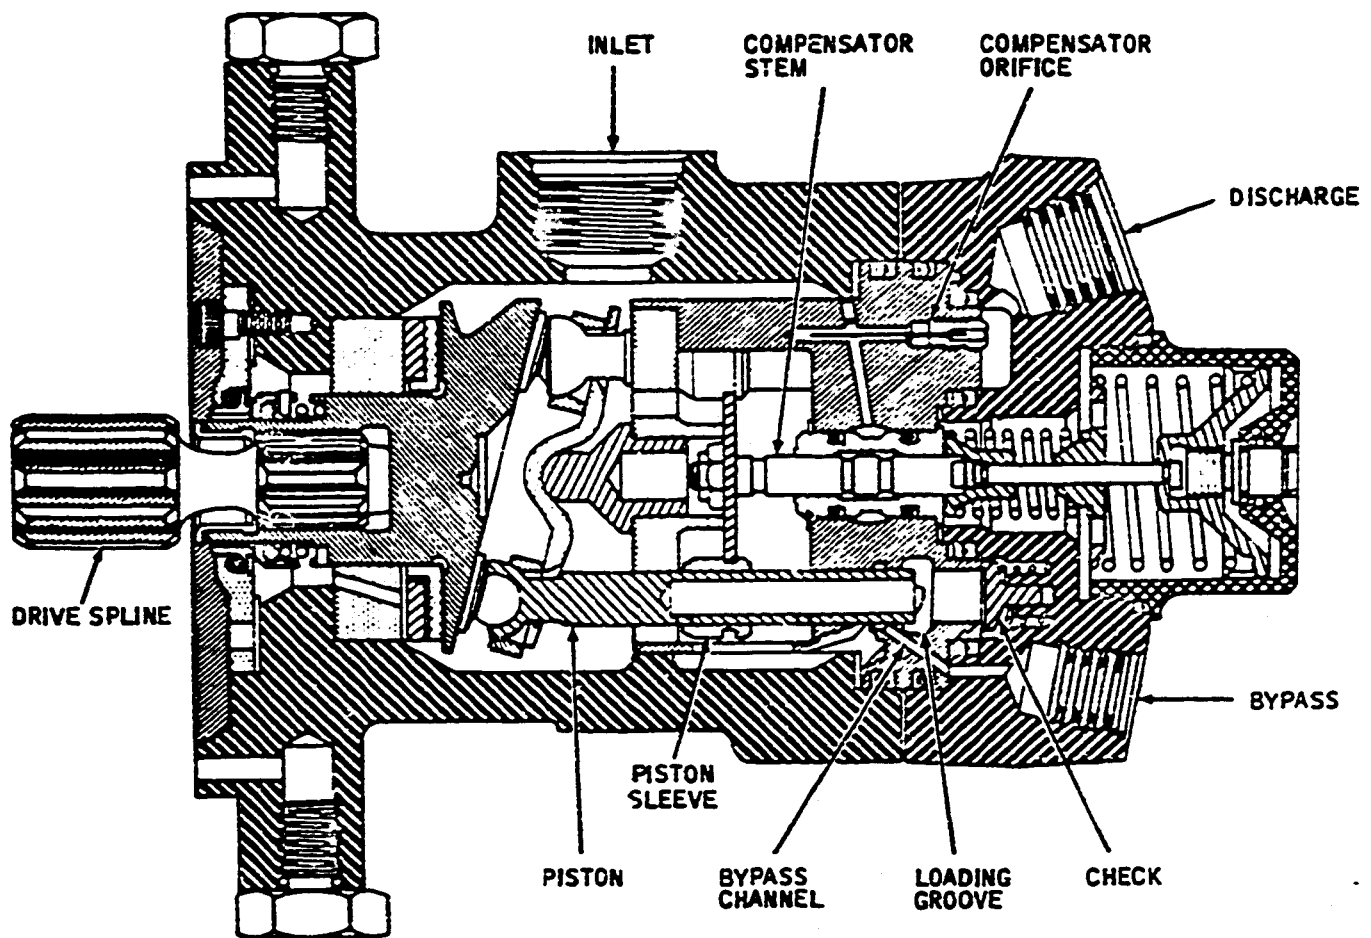 INLET
COMPENSATOR
STEM
COMPENSATOR
ORIFICE
DISCHARGE
DRIVE SPLINE
BYPASS
PISTON
SLEEVE
PISTON
BYPASS
CHANNEL
LOADING
GROOVE
CHECK